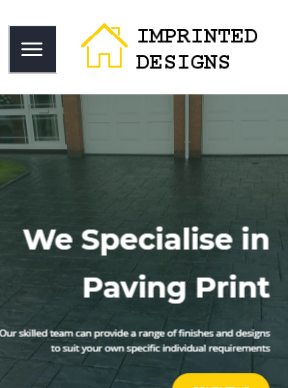 IMPRINTED
DESIGNS
We Specialise in
Paving Print
Our skilled team can provide a range of finishes and designs
to suit your own specific individual requirements